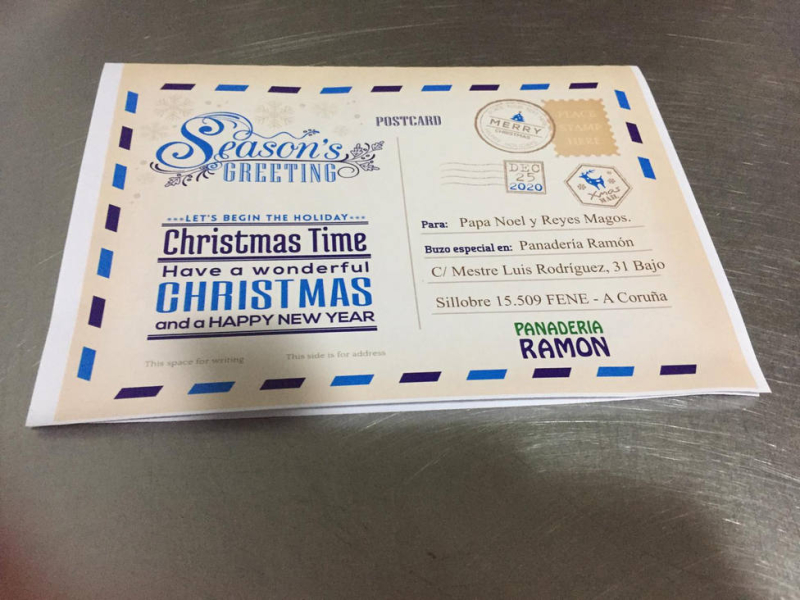 POSTCARD
Season's
GREETING
LET'S BEGIN THE HOLIDAY
Christmas Time
Have a wonderful
CHRISTMAS
and a HAPPY NEW YEAR
This space for writing
This side is for address
MERRY
CHRISTMAS
PLACE
STAMP
HERE
DEC
25
2020
Xmas
MAIL
Para: Papa Noel y Reyes Magos.
Buzo especial en: Panadería Ramón
C/ Mestre Luis Rodríguez, 31 Bajo
Sillobre 15.509 FENE - A Coruña
PANADERIA
RAMON